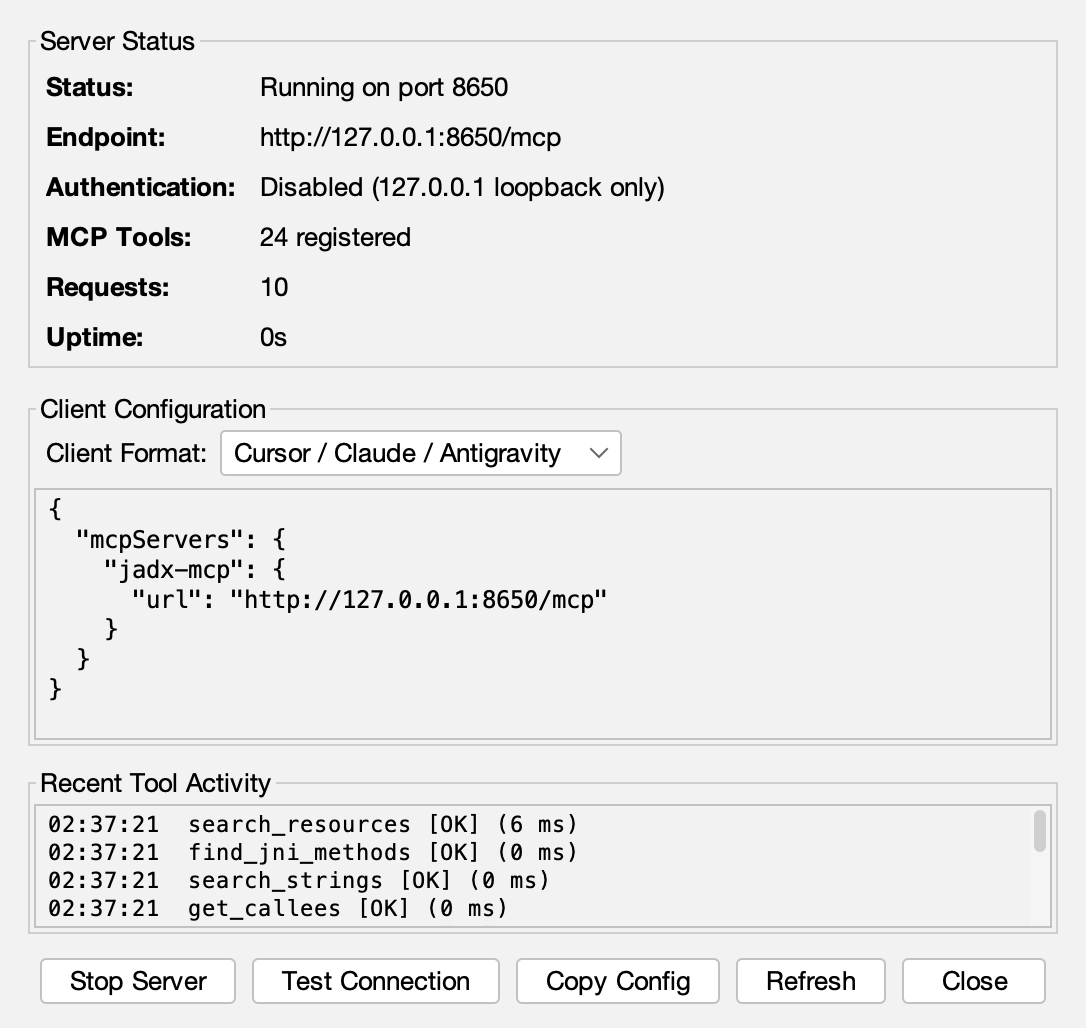 Server Status
Status: Running on port 8650
Endpoint: http://127.0.0.1:8650/mcp
Authentication: Disabled (127.0.0.1 loopback only)
MCP Tools: 24 registered
Requests: 10
Uptime: 0s
Client Configuration
Client Format: Cursor / Claude / Antigravity
{
  "mcpServers": {
    "jadx-mcp": {
      "url": "http://127.0.0.1:8650/mcp"
    }
  }
}
Recent Tool Activity
02:37:21  search_resources [OK] (6 ms)
02:37:21  find_jni_methods [OK] (0 ms)
02:37:21  search_strings [OK] (0 ms)
02:37:21  get_callees [OK] (0 ms)
Stop Server Test Connection Copy Config Refresh Close